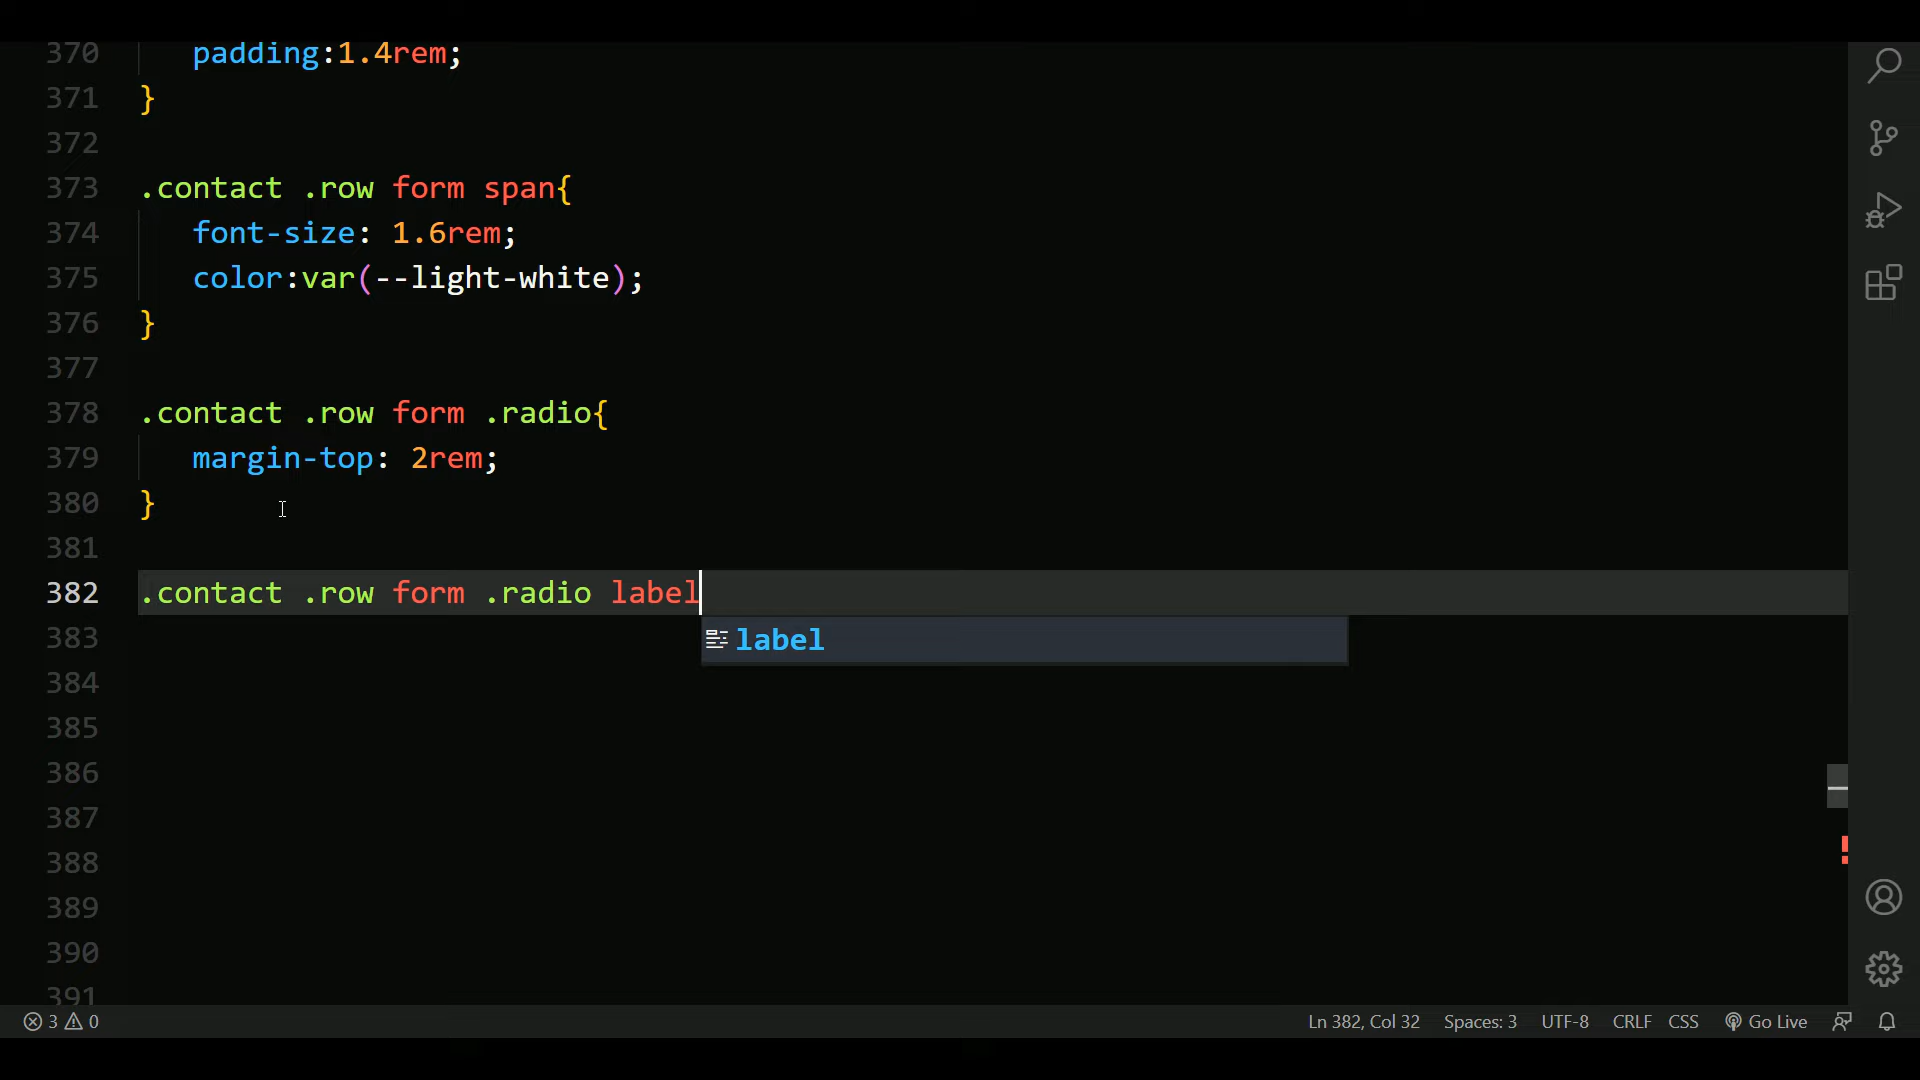 370 padding:1.4rem;
371 }
372
373 .contact .row form span{
374 font-size: 1.6rem;
375 color:var(--light-white);
376 }
377
378 .contact .row form .radio{
379 margin-top: 2rem;
380 }
381
382 .contact .row form .radio label
383 label
384
385
386
387
388
389
390
391
3 0 Ln 382, Col 32 Spaces: 3 UTF-8 CRLF CSS Go Live